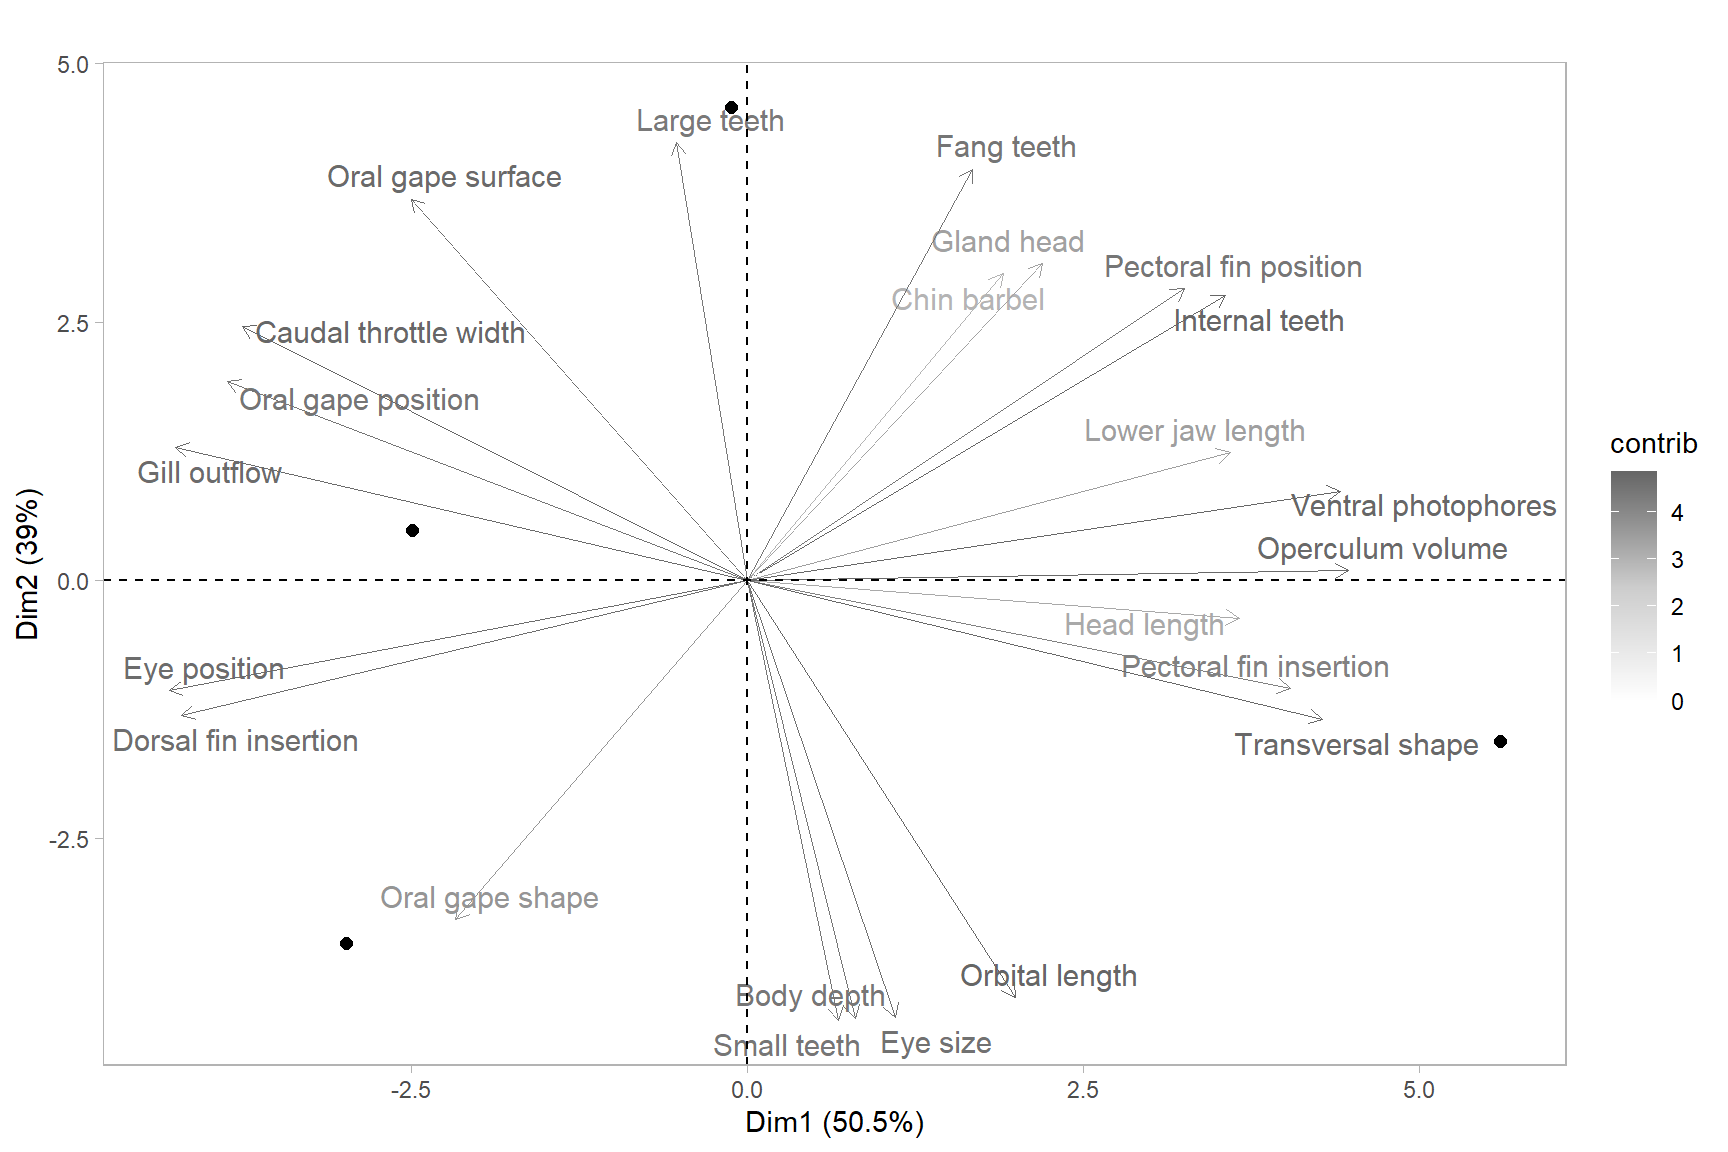 5.0
Large teeth
Fang teeth
Oral gape surface
Gland head
Pectoral fin position
Chin barbel
2.5
Internal teeth
Caudal throttle width
Oral gape position
Lower jaw length
contrib
Gill outflow
Ventral photophores
4
Operculum volume
3
0.0
2
Head length
1
Eye position
Pectoral fin insertion
0
Dorsal fin insertion
Transversal shape
-2.5
Oral gape shape
Orbital length
Body depth
Small teeth
Eye size
-2.5
0.0
2.5
5.0
Dim1 (50.5%)
Dim2 (39%)